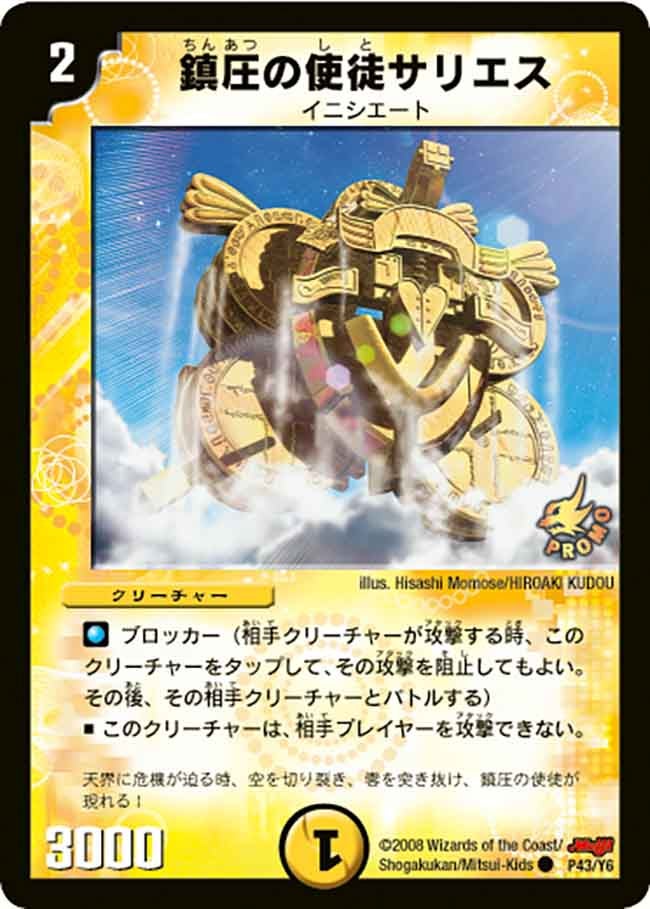 2
ちんあつ しと
鎮圧の使徒サリエス
イニシエート
PROMO
illus. Hisashi Momose/HIROAKI KUDOU
クリーチャー
ブロッカー（相手クリーチャーが攻撃する時、この
クリーチャーをタップして、その攻撃を阻止してもよい。
その後、その相手クリーチャーとバトルする）
■ このクリーチャーは、相手プレイヤーを攻撃できない。
天界に危機が迫る時、空を切り裂き、雲を突き抜け、鎮圧の使徒が
現れる！
3000
1
©2008 Wizards of the Coast/
Shogakukan/Mitsui-Kids
P43/Y6